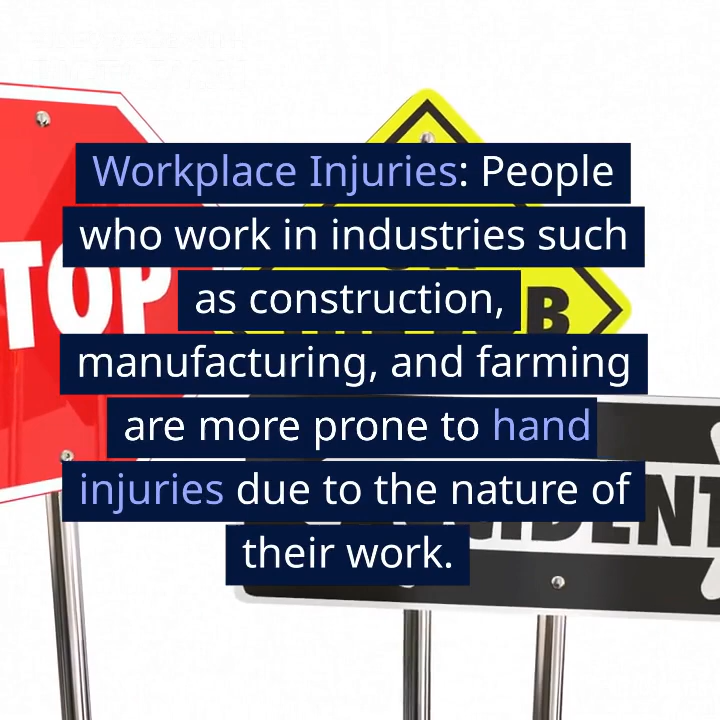 Workplace Injuries: People
who work in industries such
as construction,
manufacturing, and farming
are more prone to hand
injuries due to the nature of
their work.
TOP